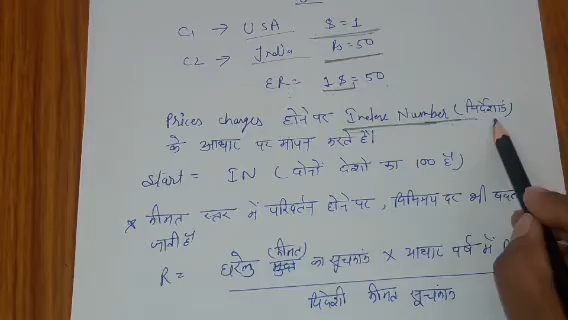 C1 → USA $ = 1
C2 → India Rs = 50
ER = 1 $ = 50
Prices changes होने पर Index Number (निर्देशांक)
के आधार पर मापन करते हैं।
Start = IN (दोनों देशो का 100 है)
* कीमत स्तर में परिवर्तन होने पर, विनिमय दर भी बदल
जाती है
(कीमत)
R = घरेलु का सूचकांक × आधार वर्ष में
विदेशी कीमत सूचकांक